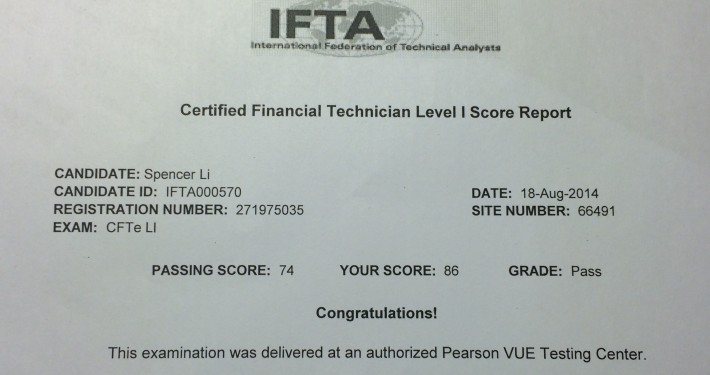 IFTA
International Federation of Technical Analysts
Certified Financial Technician Level I Score Report
CANDIDATE: Spencer Li
CANDIDATE ID: IFTA000570
DATE: 18-Aug-2014
REGISTRATION NUMBER: 271975035
SITE NUMBER: 66491
EXAM: CFTe LI
PASSING SCORE: 74 YOUR SCORE: 86 GRADE: Pass
Congratulations!
This examination was delivered at an authorized Pearson VUE Testing Center.